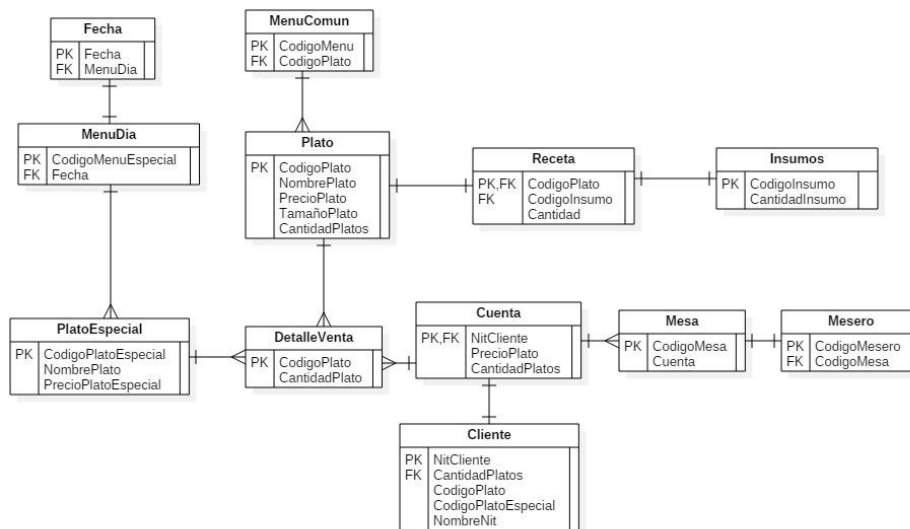 Fecha
PK Fecha
FK MenuDia
MenuComun
PK CodigoMenu
FK CodigoPlato
MenuDia
PK CodigoMenuEspecial
FK Fecha
Plato
PK CodigoPlato
NombrePlato
PrecioPlato
TamañoPlato
CantidadPlatos
Receta
PK,FK CodigoPlato
FK CodigoInsumo
Cantidad
Insumos
PK CodigoInsumo
CantidadInsumo
PlatoEspecial
PK CodigoPlatoEspecial
NombrePlato
PrecioPlatoEspecial
DetalleVenta
PK CodigoPlato
CantidadPlato
Cuenta
PK,FK NitCliente
PrecioPlato
CantidadPlatos
Mesa
PK CodigoMesa
Cuenta
Mesero
PK CodigoMesero
FK CodigoMesa
Cliente
PK NitCliente
FK CantidadPlatos
CodigoPlato
CodigoPlatoEspecial
NombreNit